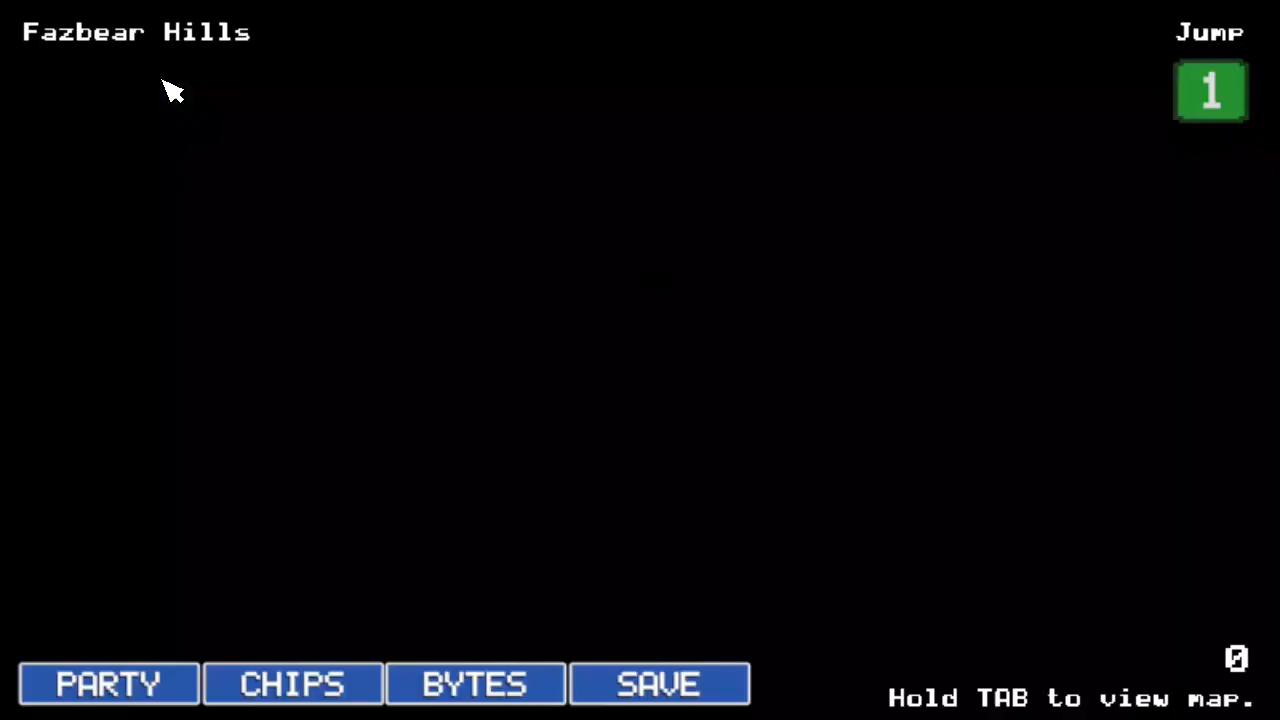 Fazbear Hills
Jump
1
PARTY CHIPS BYTES SAVE
0
Hold TAB to view map.